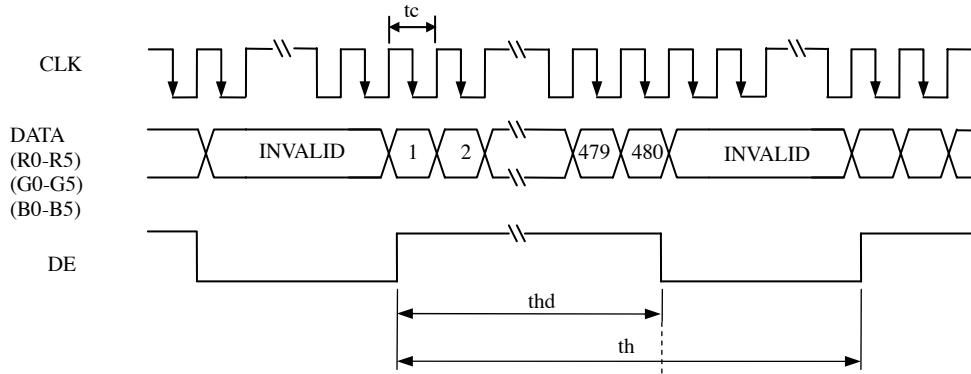 tc
CLK
DATA
(R0-R5)
(G0-G5)
(B0-B5)
INVALID
1
2
479
480
INVALID
DE
thd
th